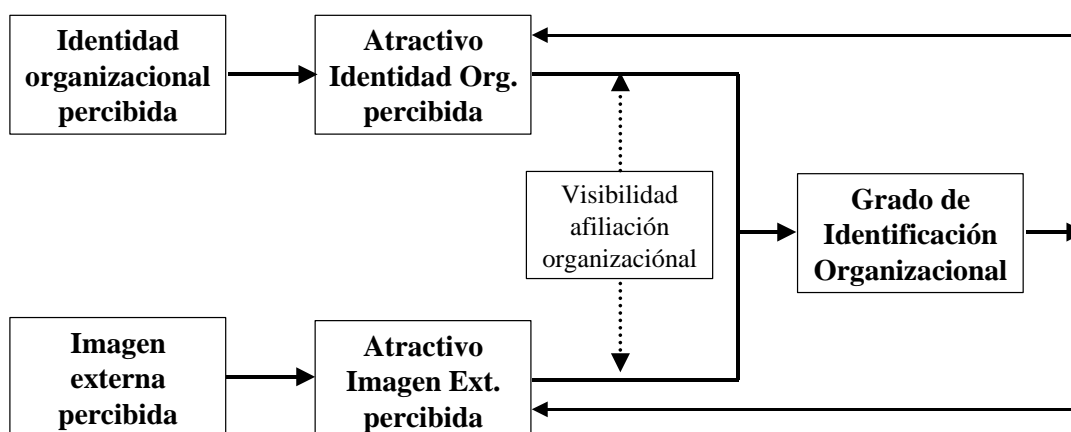 Identidad
organizacional
percibida
Atractivo
Identidad Org.
percibida
Visibilidad
afiliación
organizaciónal
Grado de
Identificación
Organizacional
Imagen
externa
percibida
Atractivo
Imagen Ext.
percibida